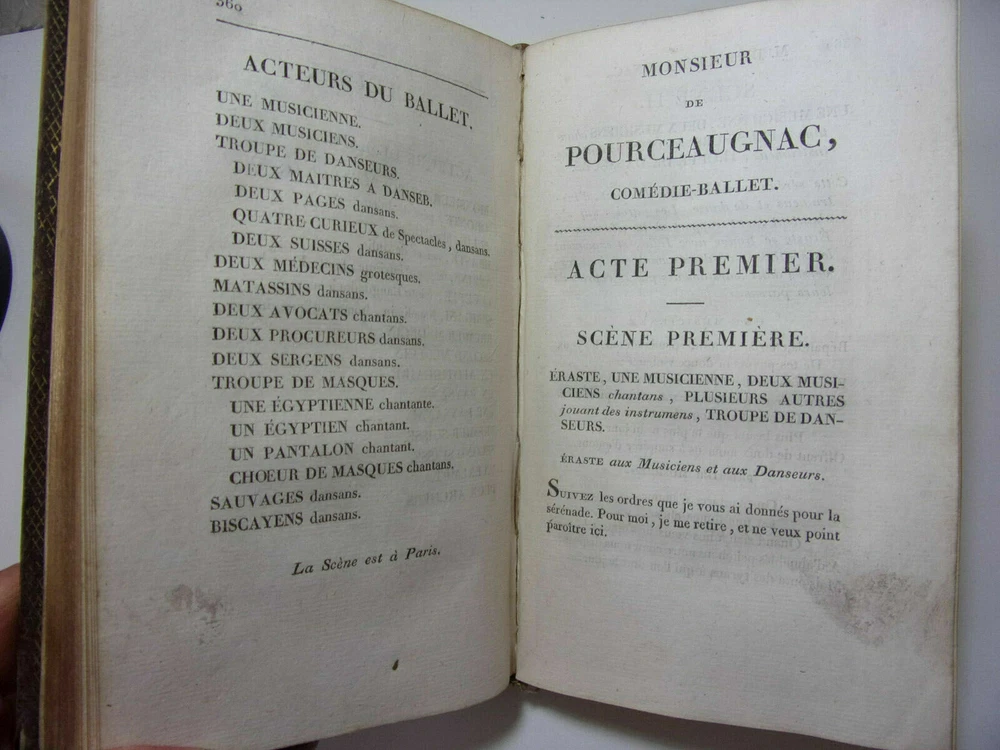 360
ACTEURS DU BALLET.
UNE MUSICIENNE.
DEUX MUSICIENS.
TROUPE DE DANSEURS.
DEUX MAITRES A DANSEB.
DEUX PAGES dansans.
QUATRE CURIEUX de Spectacles, dansans.
DEUX SUISSES dansans.
DEUX MÉDECINS grotesques.
MATASSINS dansans.
DEUX AVOCATS chantans.
DEUX PROCUREURS dansans.
DEUX SERGENS dansans.
TROUPE DE MASQUES.
UNE ÉGYPTIENNE chantante.
UN ÉGYPTIEN chantant.
UN PANTALON chantant.
CHOEUR DE MASQUES chantans.
SAUVAGES dansans.
BISCAYENS dansans.
La Scène est à Paris.
MONSIEUR
DE
POURCEAUGNAC,
COMÉDIE-BALLET.
ACTE PREMIER.
SCÈNE PREMIÈRE.
ÉRASTE, UNE MUSICIENNE, DEUX MUSI-
CIENS chantans, PLUSIEURS AUTRES
jouant des instrumens, TROUPE DE DAN-
SEURS.
ÉRASTE aux Musiciens et aux Danseurs.
SUIVEZ les ordres que je vous ai donnés pour la
sérénade. Pour moi, je me retire, et ne veux point
paroître ici.